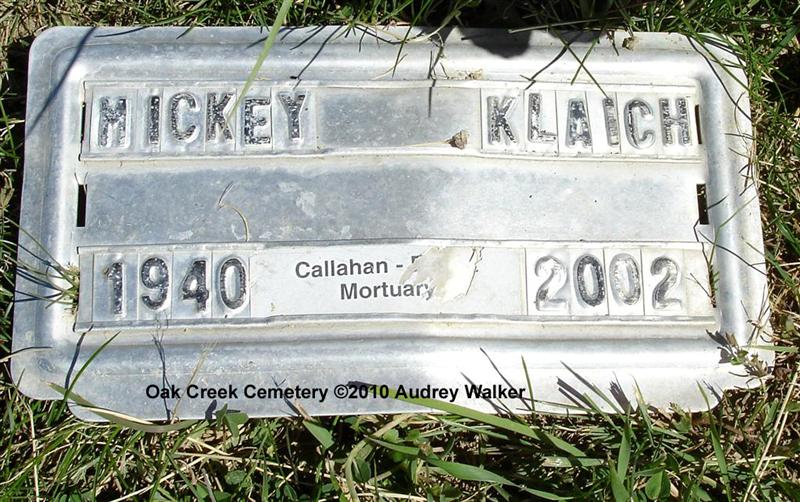 MICKEY KLAICH
1940 Callahan - 2002
Mortuary
Oak Creek Cemetery ©2010 Audrey Walker